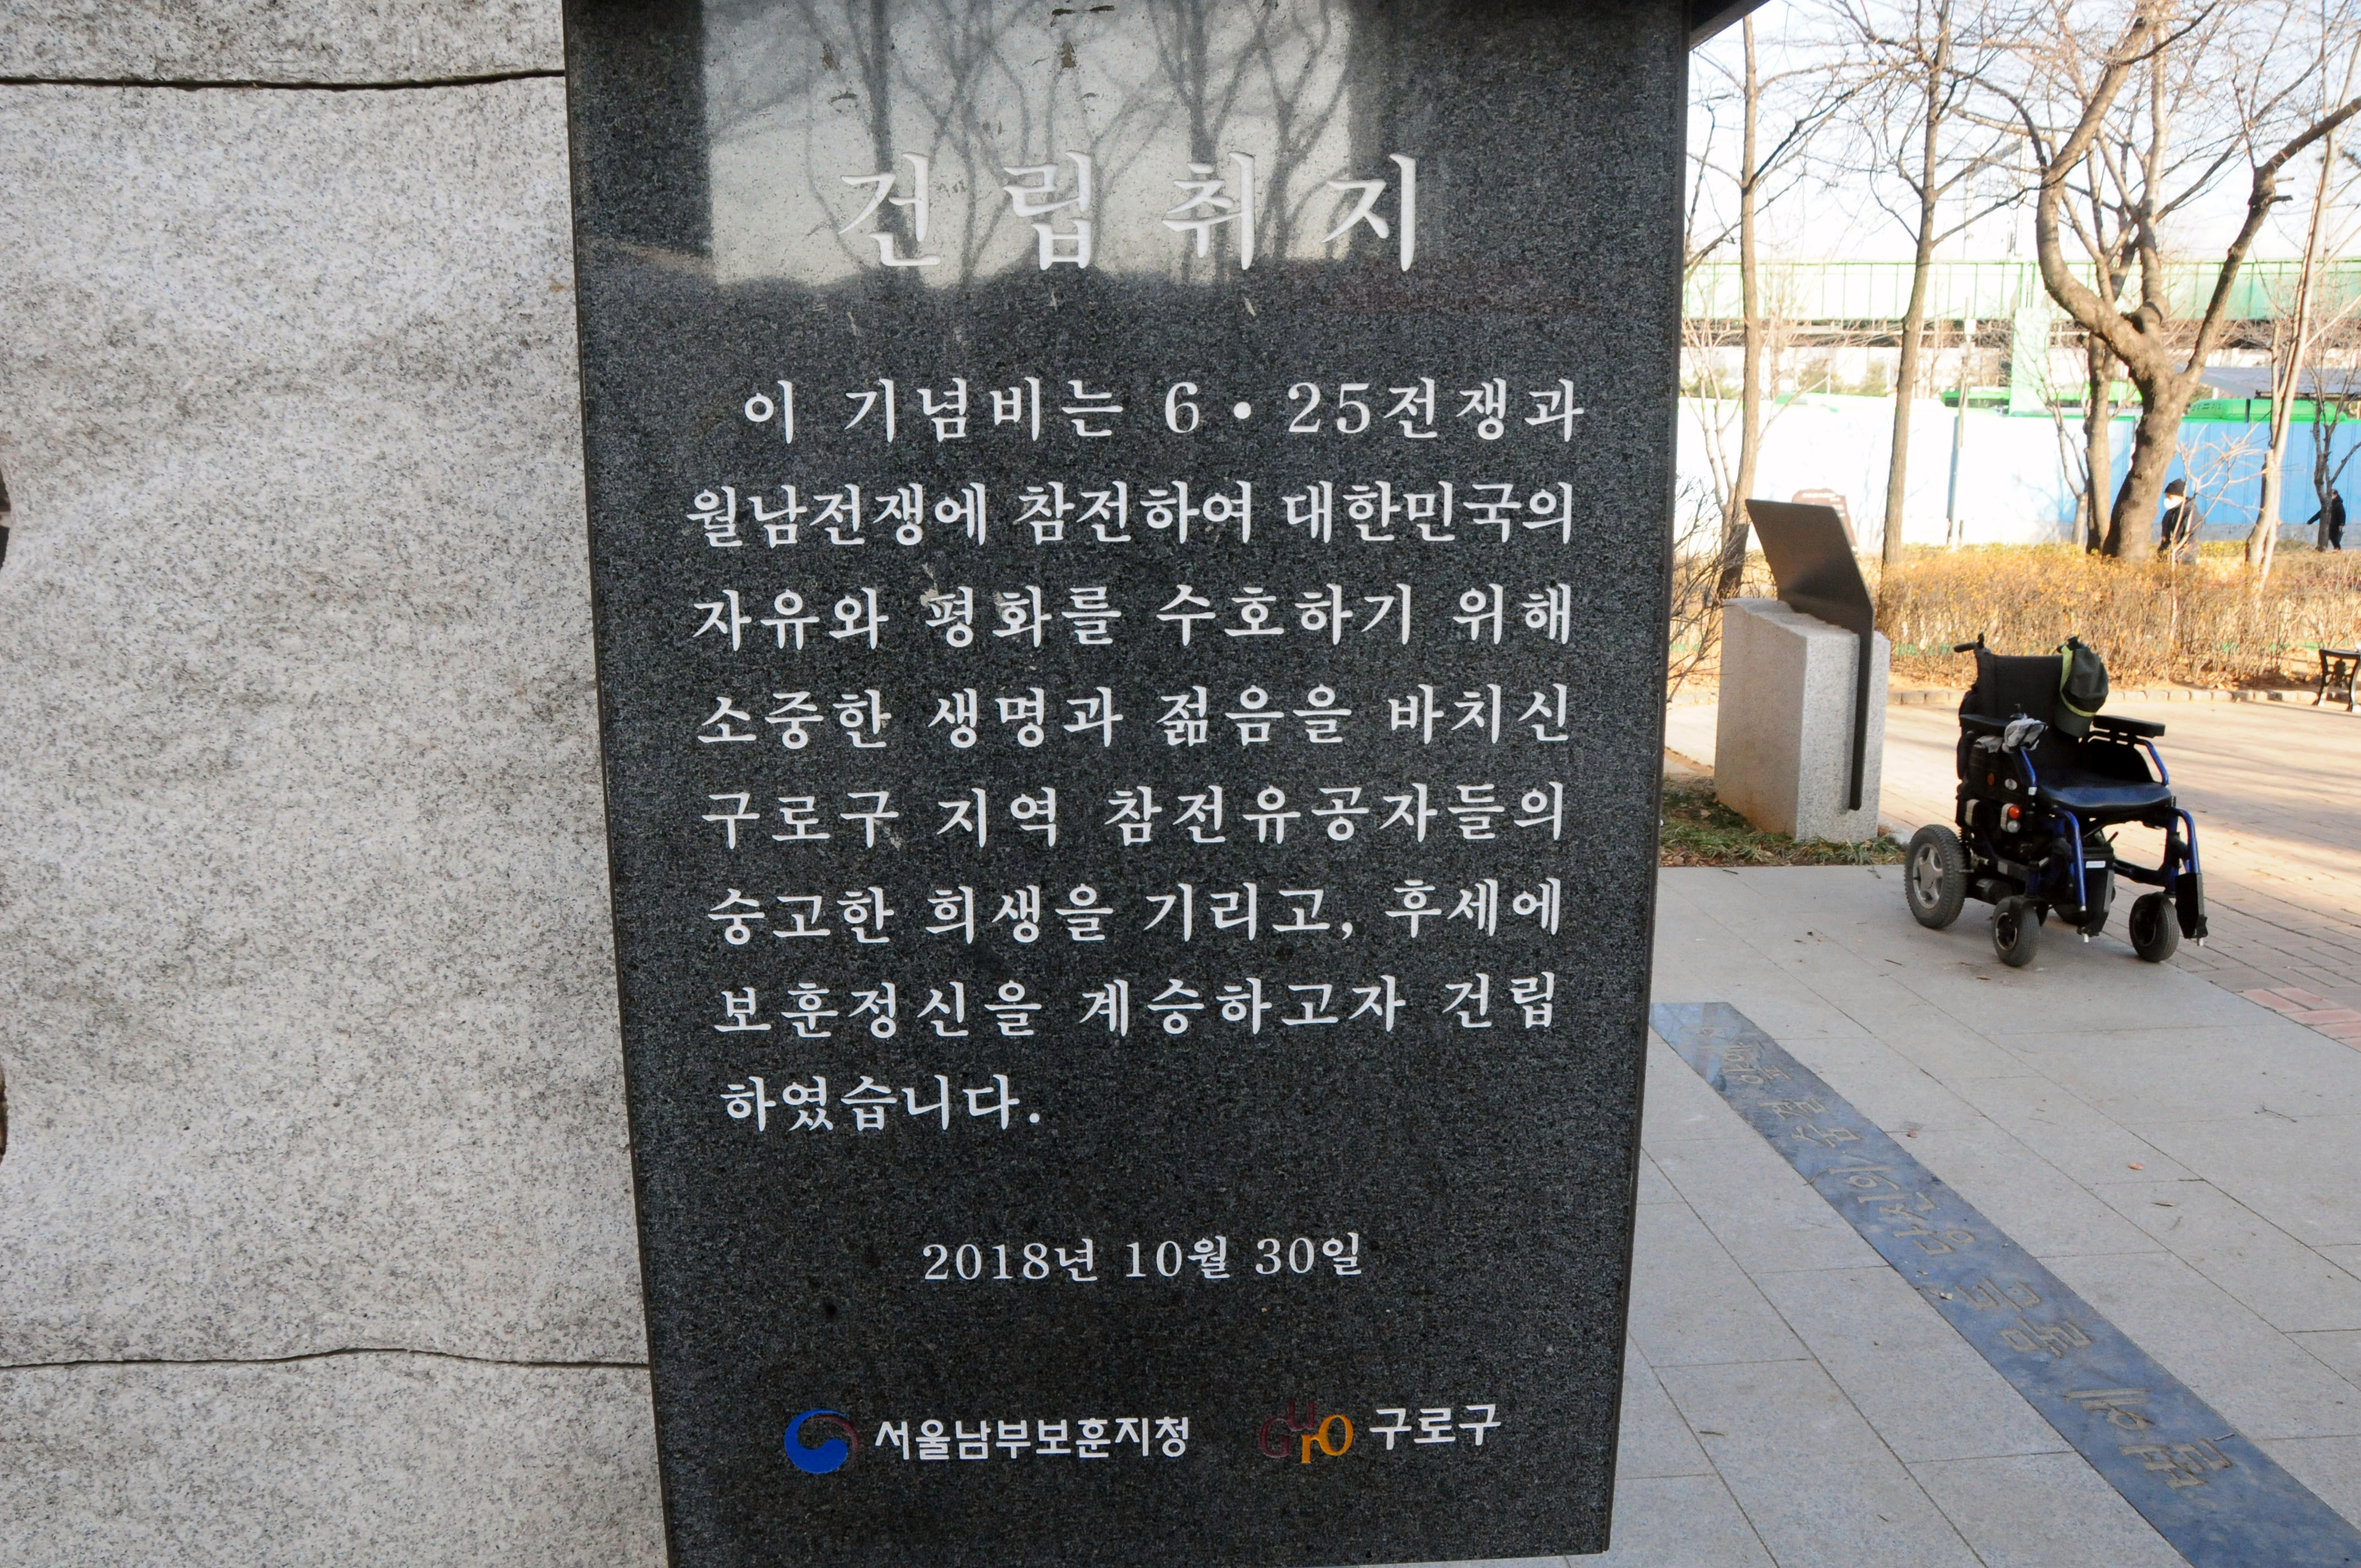 건립취지
이 기념비는 6·25전쟁과
월남전쟁에 참전하여 대한민국의
자유와 평화를 수호하기 위해
소중한 생명과 젊음을 바치신
구로구 지역 참전유공자들의
숭고한 희생을 기리고, 후세에
보훈정신을 계승하고자 건립
하였습니다.
2018년 10월 30일
서울남부보훈지청
GurO 구로구